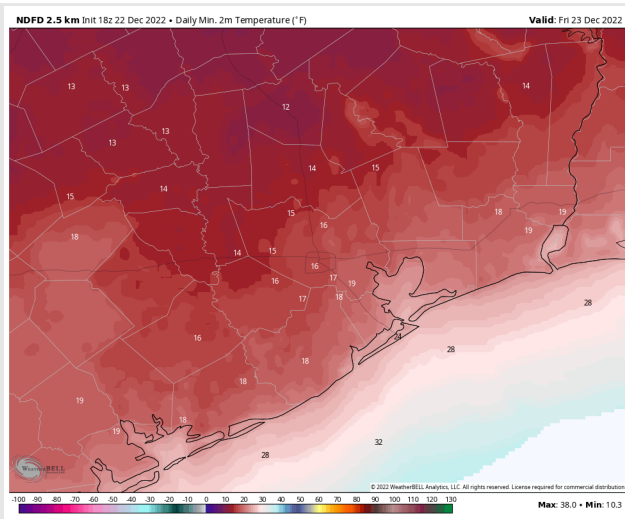 NDFD 2.5 km Init 18z 22 Dec 2022 • Daily Min. 2m Temperature (°F) Valid: Fri 23 Dec 2022
13 13 14
12
13 13
14 15
15 14
18 15 16 18 19
19
14 15
16 17
16 19
17 18 28
16 24
28
18
18
19
18
19
32
28
WEATHERBELL
© 2022 WeatherBELL Analytics, LLC. All rights reserved. License required for commercial distribution
-100 -90 -80 -70 -60 -50 -40 -30 -20 -10 0 10 20 30 40 50 60 70 80 90 100 110 120 130
Max: 38.0 • Min: 10.3